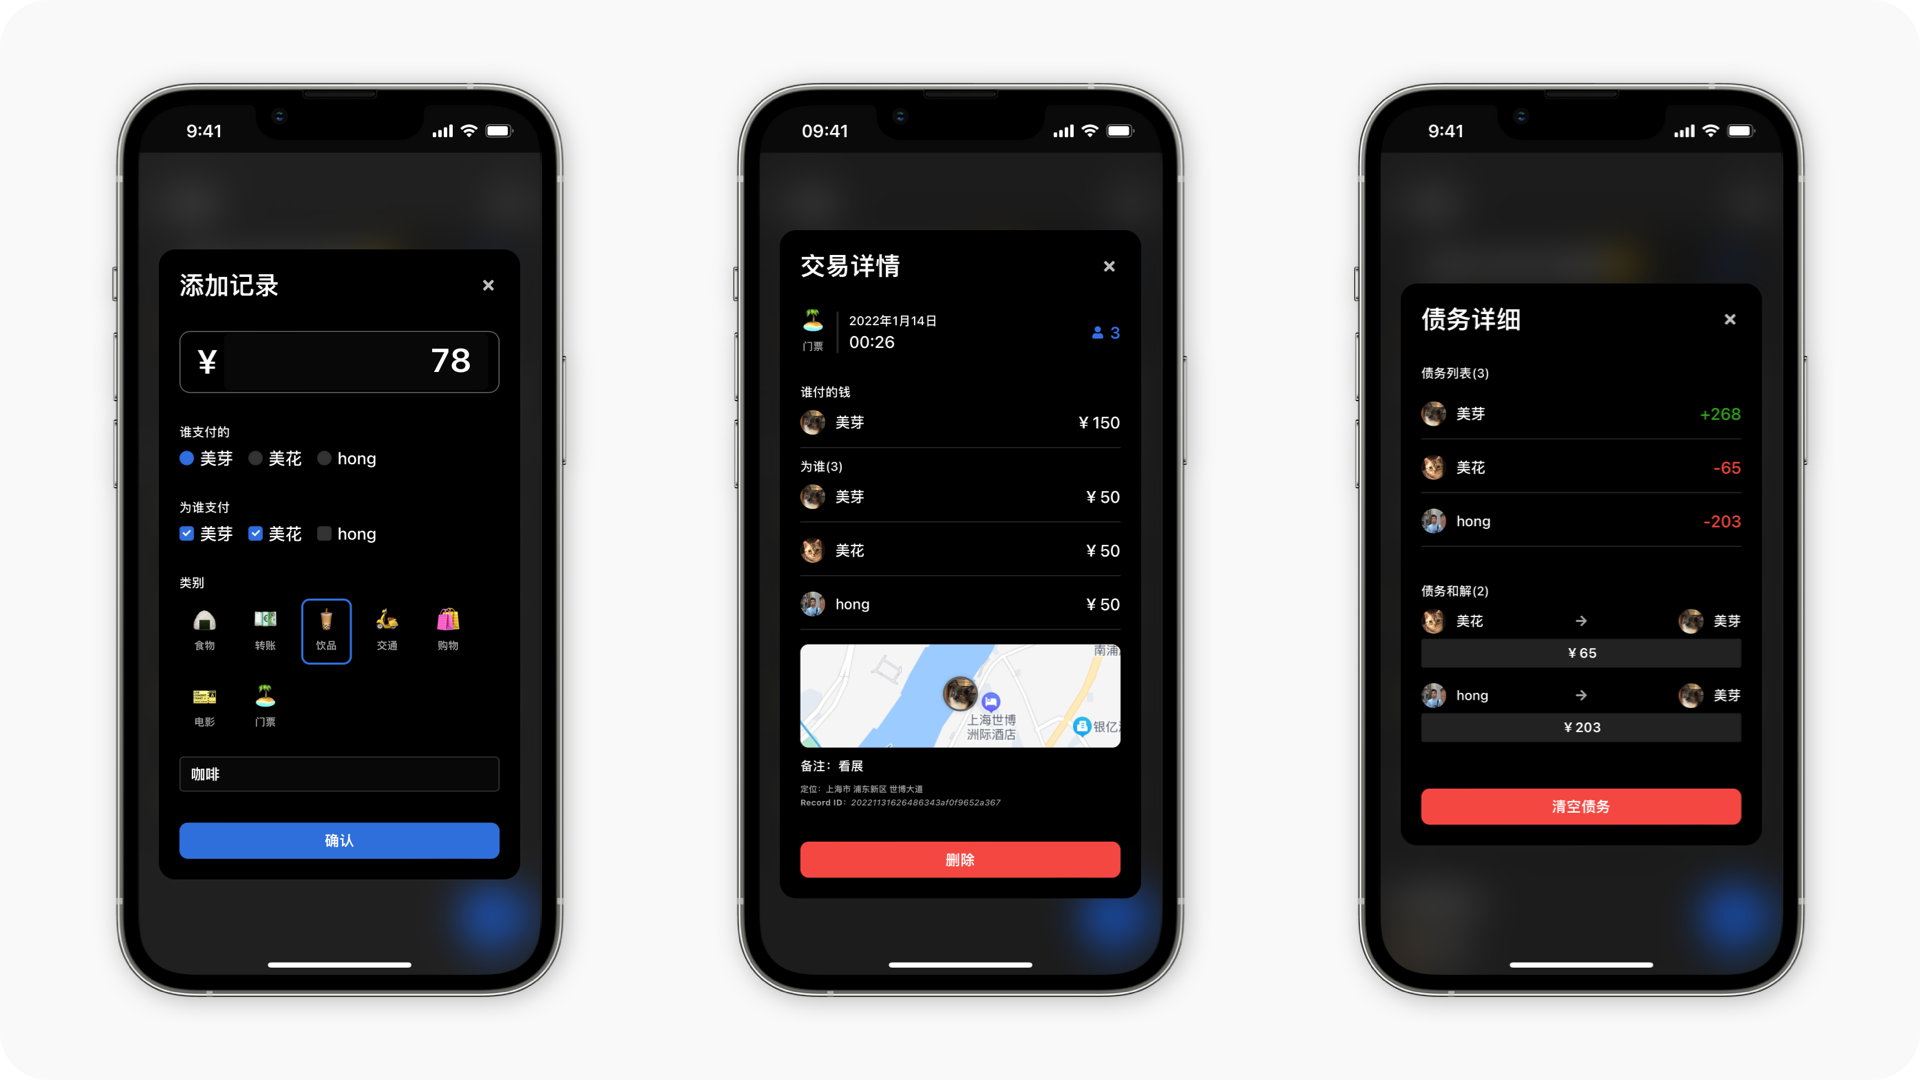 9:41
添加记录
¥ 78
谁支付的
美芽 美花 hong
为谁支付
美芽 美花 hong
类别
食物 转账 饮品 交通 购物
电影 门票
咖啡
确认
09:41
交易详情
门票
2022年1月14日
00:26
3
谁付的钱
美芽 ¥ 150
为谁(3)
美芽 ¥ 50
美花 ¥ 50
hong ¥ 50
南浦
上海世博
洲际酒店
银亿
备注：看展
定位：上海市 浦东新区 世博大道
Record ID：20221131626486343af0f9652a367
删除
9:41
债务详细
债务列表(3)
美芽 +268
美花 -65
hong -203
债务和解(2)
美花 → 美芽
¥ 65
hong → 美芽
¥ 203
清空债务